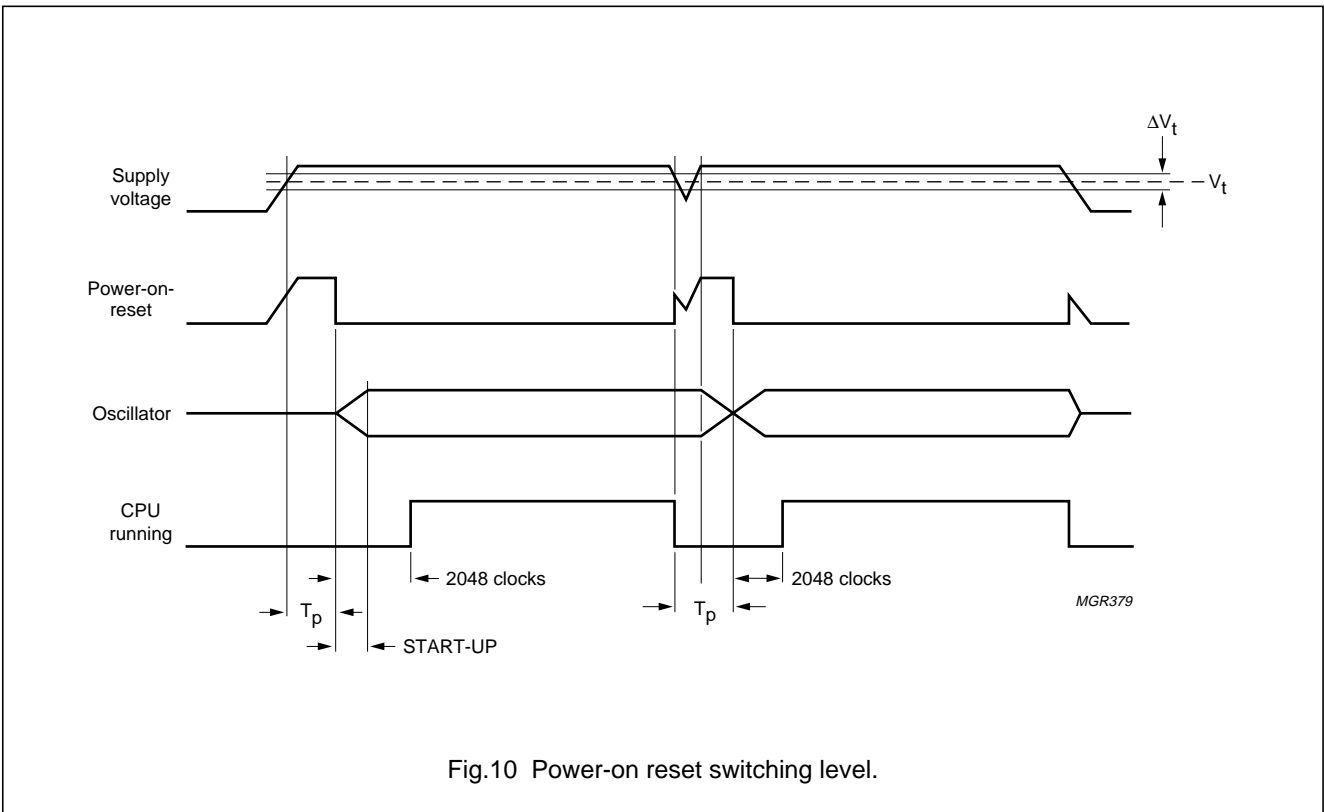 ΔVt
Supply
voltage
Vt
Power-on-
reset
Oscillator
CPU
running
2048 clocks
2048 clocks
MGR379
Tp
Tp
START-UP
Fig.10 Power-on reset switching level.